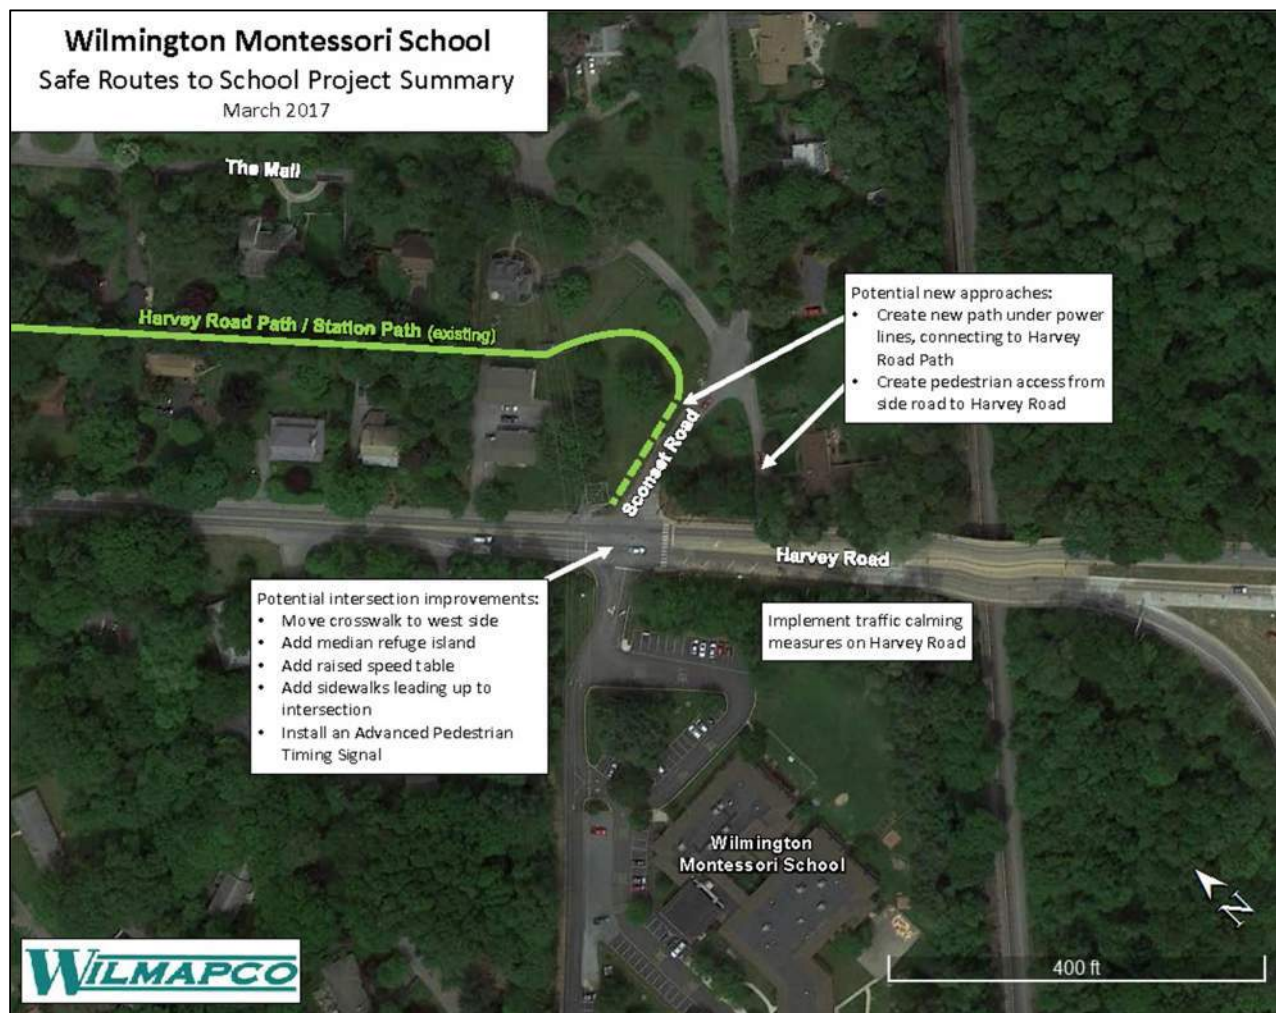 Wilmington Montessori School
Safe Routes to School Project Summary
March 2017
The Mall
Harvey Road Path / Station Path (existing)
Potential new approaches:
• Create new path under power
lines, connecting to Harvey
Road Path
• Create pedestrian access from
side road to Harvey Road
Sconset Road
Harvey Road
Potential intersection improvements:
• Move crosswalk to west side
• Add median refuge island
• Add raised speed table
• Add sidewalks leading up to
intersection
• Install an Advanced Pedestrian
Timing Signal
Implement traffic calming
measures on Harvey Road
Wilmington
Montessori School
N
400 ft
WILMAPCO